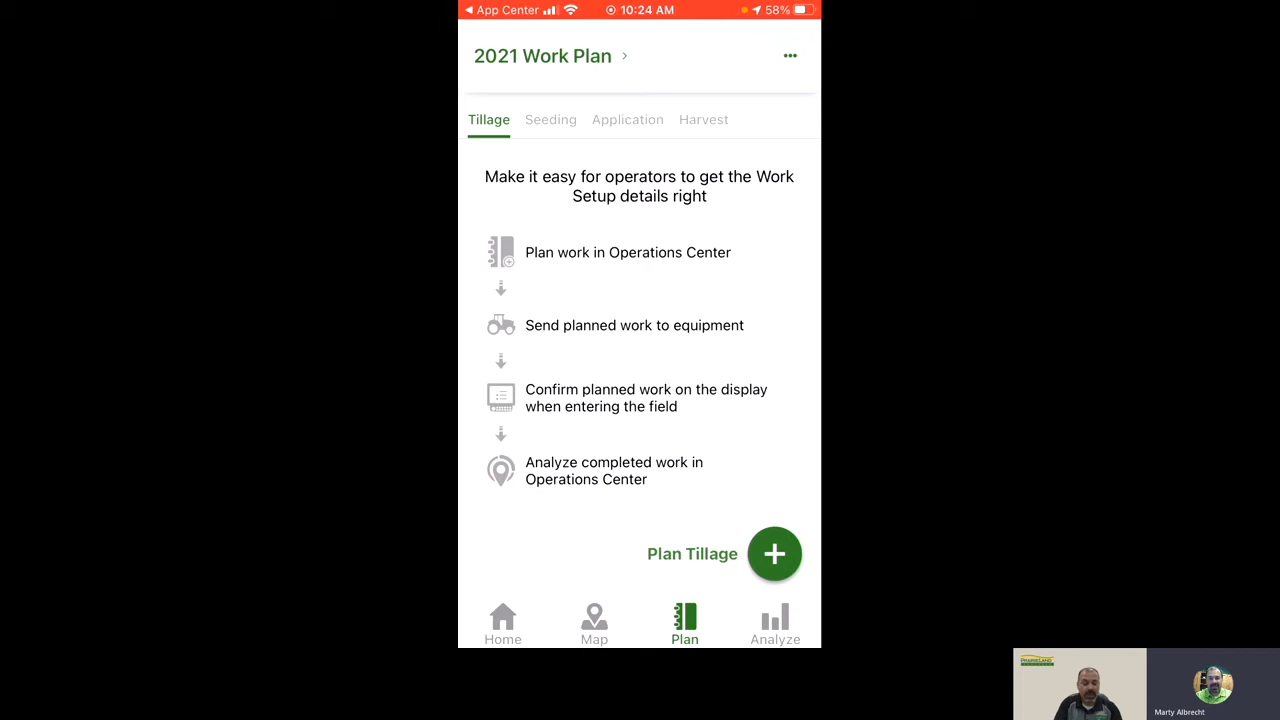 App Center
10:24 AM
58%
2021 Work Plan
Tillage Seeding Application Harvest
Make it easy for operators to get the Work
Setup details right
Plan work in Operations Center
Send planned work to equipment
Confirm planned work on the display
when entering the field
Analyze completed work in
Operations Center
Plan Tillage
Home Map Plan Analyze
PrairieLand
Marty Albrecht